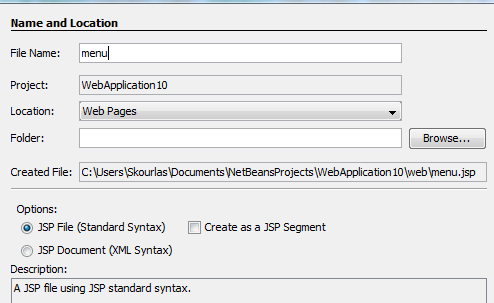 Name and Location
File Name: menu
Project: WebApplication10
Location: Web Pages
Folder: Browse...
Created File: C:\Users\Skourlas\Documents\NetBeansProjects\WebApplication10\web\menu.jsp
Options:
JSP File (Standard Syntax) Create as a JSP Segment
JSP Document (XML Syntax)
Description:
A JSP file using JSP standard syntax.